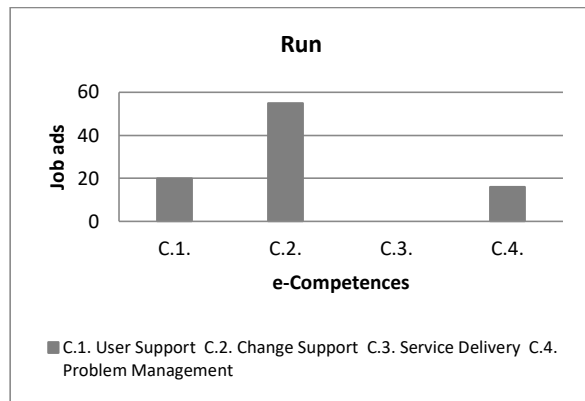 Run
60
40
20
0
Job ads
C.1. C.2. C.3. C.4.
e-Competences
C.1. User Support C.2. Change Support C.3. Service Delivery C.4.
Problem Management